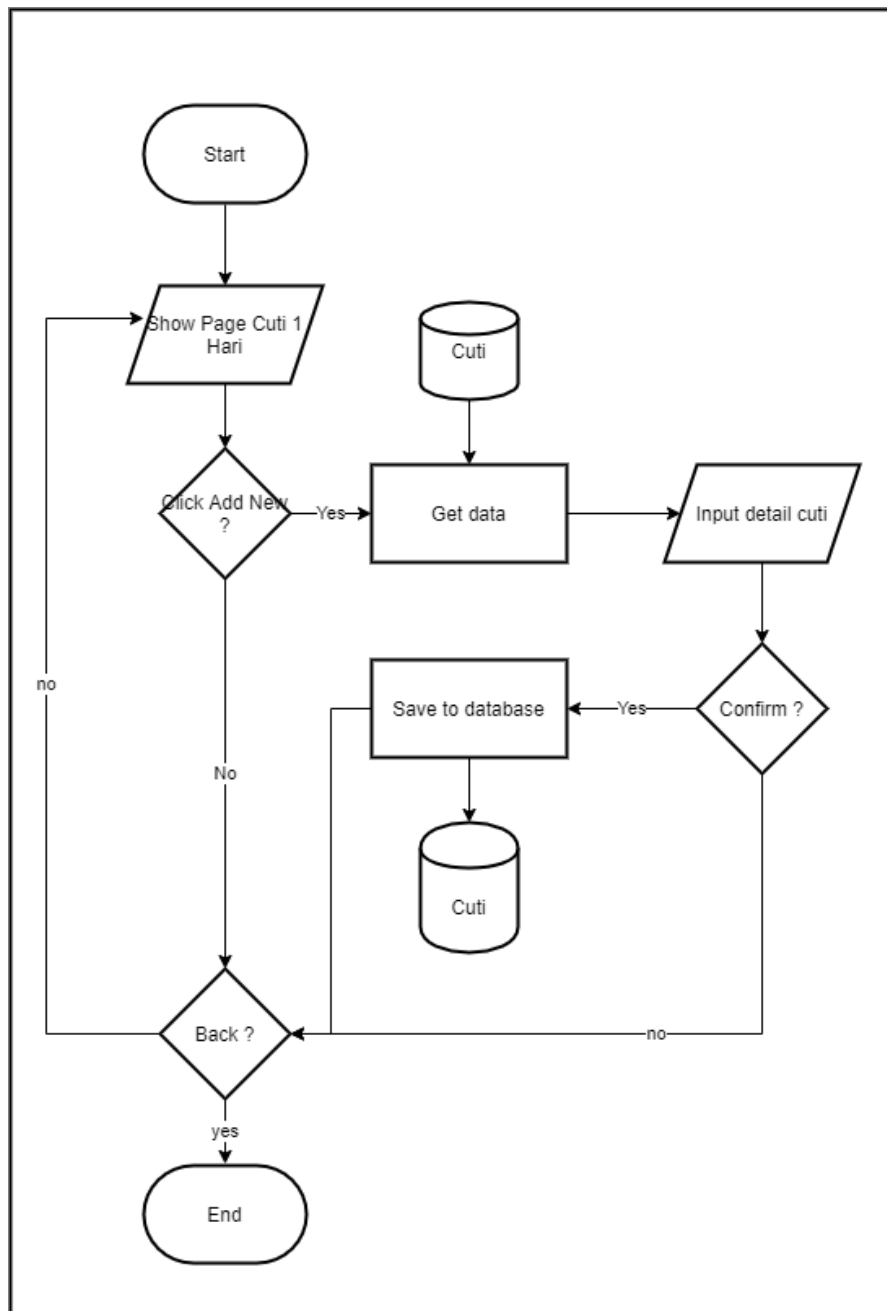 Start
Show Page Cuti 1
Hari
Cuti
Click Add New
?
Yes
Get data
Input detail cuti
no
Save to database
Yes
Confirm ?
No
Cuti
Back ?
no
yes
End